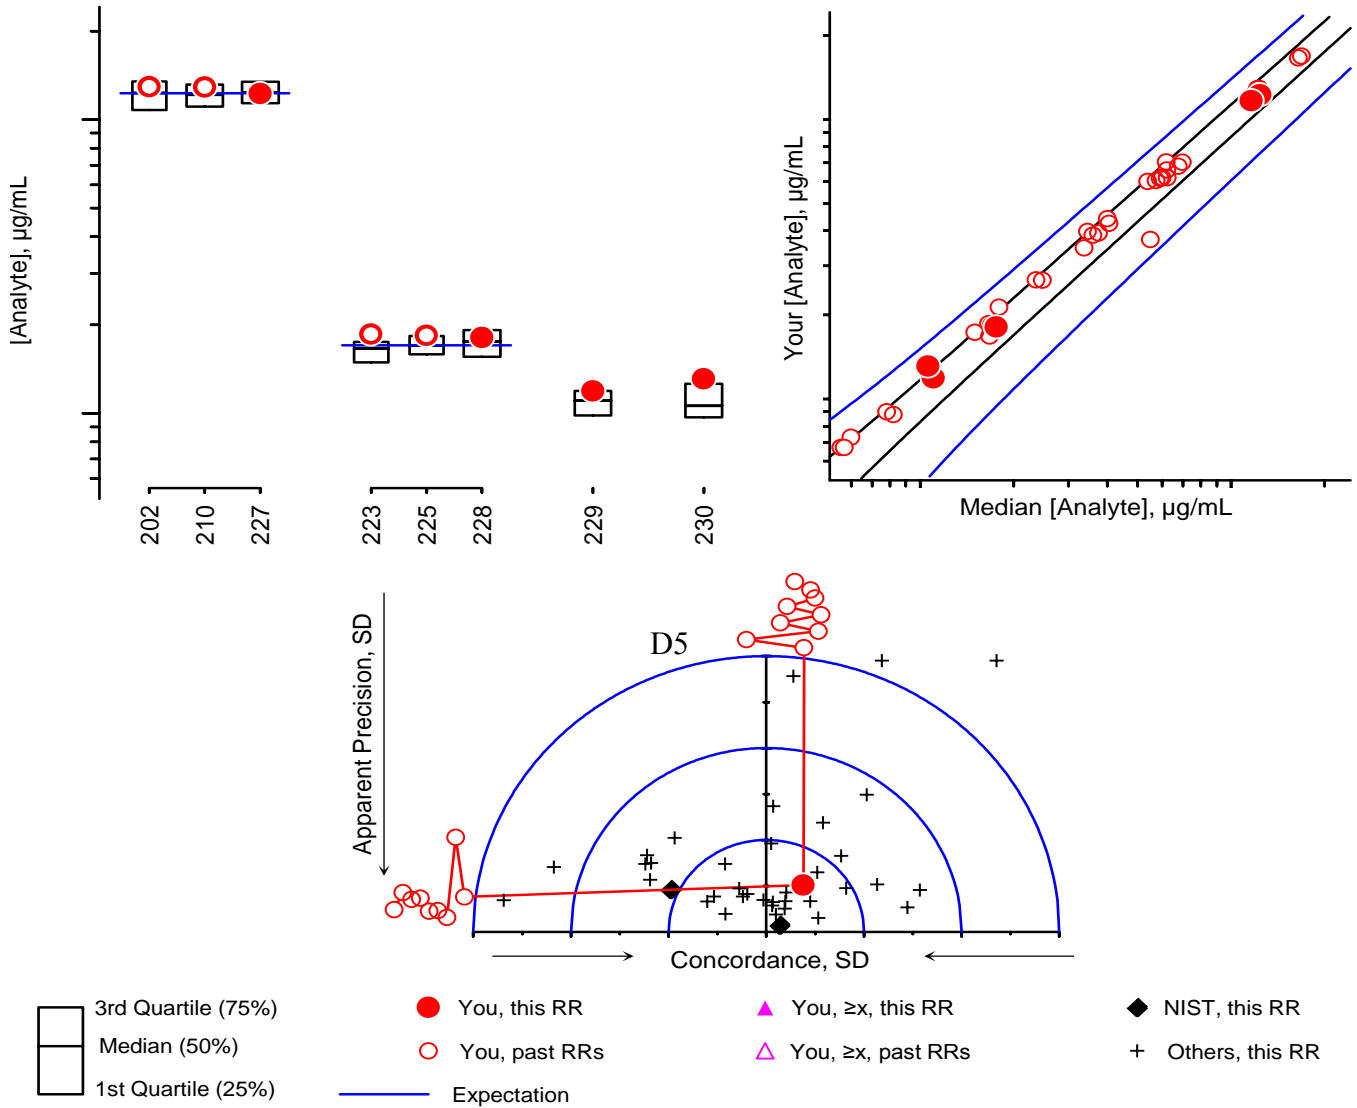 [Analyte], µg/mL
202
210
227
223
225
228
229
230
Your [Analyte], µg/mL
Median [Analyte], µg/mL
D5
Apparent Precision, SD
Concordance, SD
3rd Quartile (75%)
Median (50%)
1st Quartile (25%)
You, this RR
You, past RRs
Expectation
You, ≥x, this RR
You, ≥x, past RRs
NIST, this RR
Others, this RR